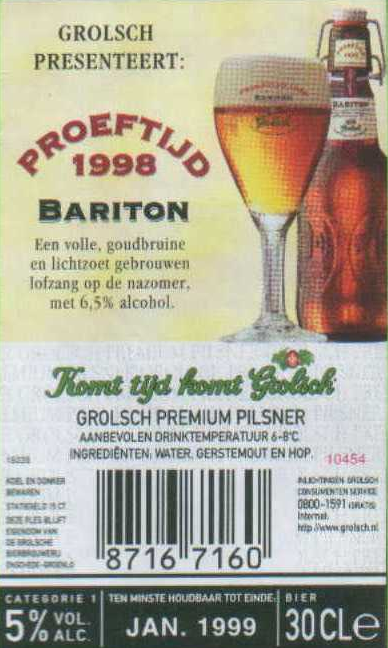 GROLSCH
PRESENTEERT:
PROEFTIJD
1998
BARITON
Een volle, goudbruine
en lichtzoet gebrouwen
lofzang op de nazomer,
met 6,5% alcohol.
Komt tijd komt Grolsch
GROLSCH PREMIUM PILSNER
AANBEVOLEN DRINKTEMPERATUUR 6-8°C
INGREDIËNTEN: WATER, GERSTEMOUT EN HOP.
10454
KOEL EN DONKER
BEWAREN
STATIEGELD 15 CT
DEZE FLES BLIJFT
EIGENDOM VAN
DE GROLSCHE
BIERBROUWERIJ
ENSCHEDE-GROENLO
INLICHTINGEN GROLSCH
CONSUMENTEN SERVICE
0800-1591 (GRATIS)
Internet:
http://www.grolsch.nl
8716 7160
CATEGORIE 1
5% VOL.
ALC.
TEN MINSTE HOUDBAAR TOT EINDE:
JAN. 1999
BIER
30CLe